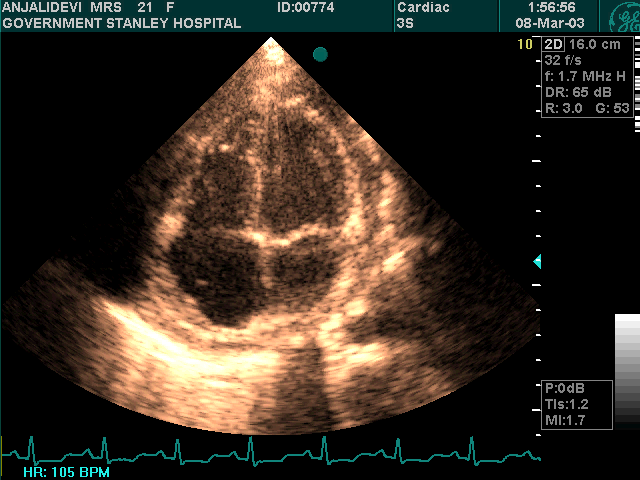 ANJALIDEVI MRS 21 F ID:00774 Cardiac 1:56:56
GOVERNMENT STANLEY HOSPITAL 3S 08-Mar-03
10 2D 16.0 cm
32 f/s
f: 1.7 MHz H
DR: 65 dB
R: 3.0 G: 53
P:0dB
TIs:1.2
MI:1.7
HR: 105 BPM